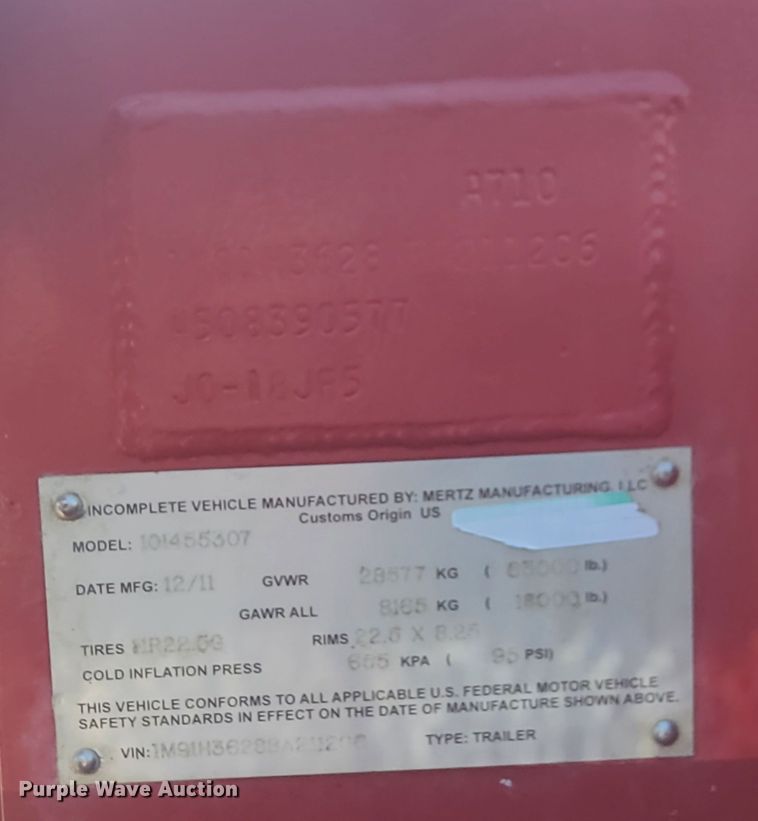 A710
4508390577
INCOMPLETE VEHICLE MANUFACTURED BY: MERTZ MANUFACTURING. LLC
Customs Origin US
MODEL: 101455307
DATE MFG: 12/11 GVWR 28577 KG ( lb.)
GAWR ALL 8165 KG ( 18000 lb.)
TIRES RIMS 22.5 X 8.25
COLD INFLATION PRESS 655 KPA ( 95 PSI)
THIS VEHICLE CONFORMS TO ALL APPLICABLE U.S. FEDERAL MOTOR VEHICLE
SAFETY STANDARDS IN EFFECT ON THE DATE OF MANUFACTURE SHOWN ABOVE.
VIN: TYPE: TRAILER
Purple Wave Auction